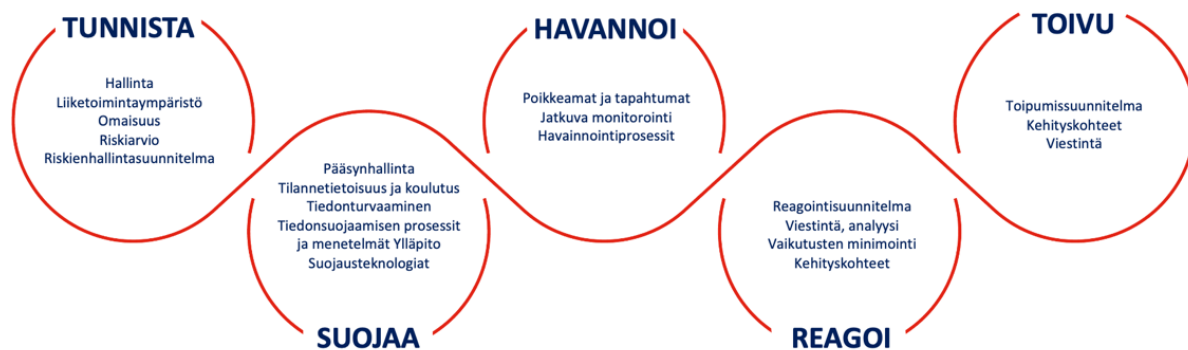 TUNNISTA
Hallinta
Liiketoimintaympäristö
Omaisuus
Riskiarvio
Riskienhallintasuunnitelma
Pääsynhallinta
Tilannetietoisuus ja koulutus
Tiedonturvaaminen
Tiedonsuojaamisen prosessit
ja menetelmät Ylläpito
Suojausteknologiat
SUOJAA
HAVANNOI
Poikkeamat ja tapahtumat
Jatkuva monitorointi
Havainnointiprosessit
Reagointisuunnitelma
Viestintä, analyysi
Vaikutusten minimointi
Kehityskohteet
REAGOI
TOIVU
Toipumissuunnitelma
Kehityskohteet
Viestintä